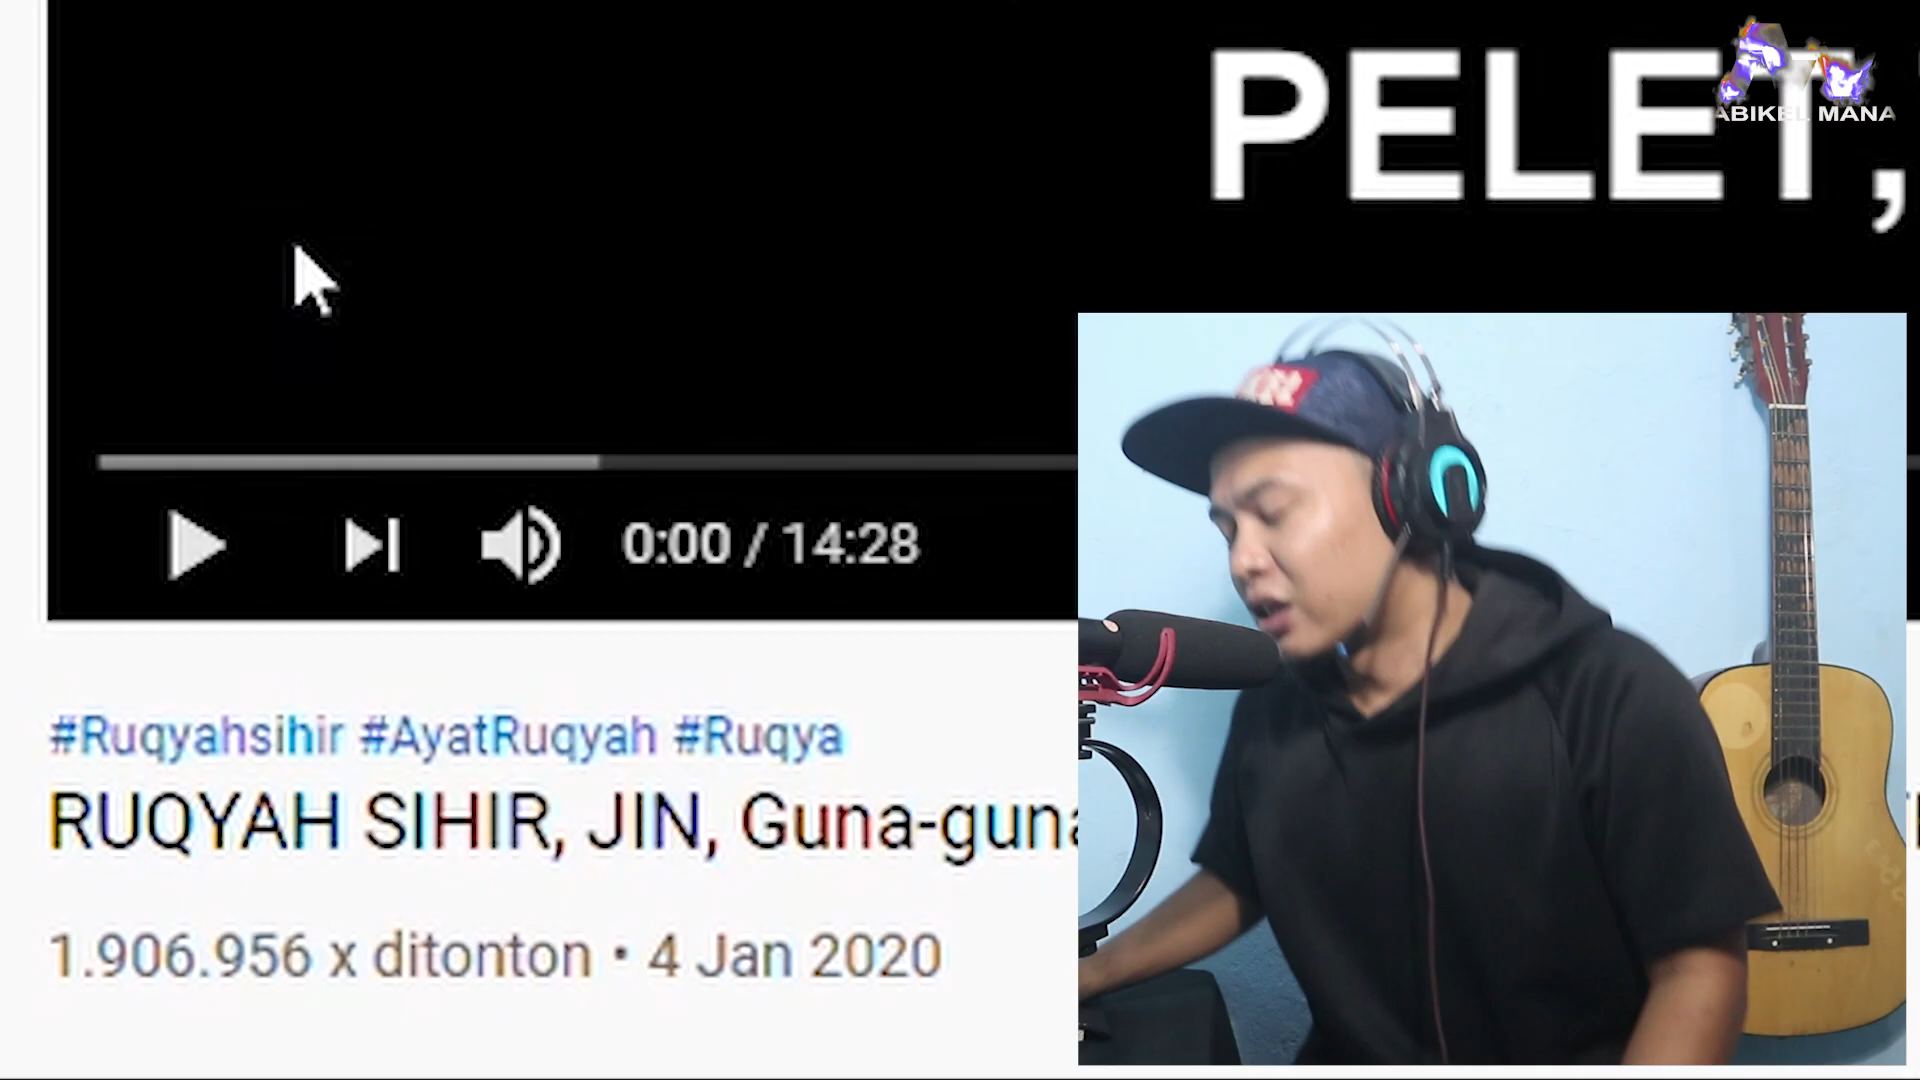 PELET,
ABIKEL MANA
0:00 / 14:28
#Ruqyahsihir #AyatRuqyah #Ruqya
RUQYAH SIHIR, JIN, Guna-guna
1.906.956 x ditonton • 4 Jan 2020